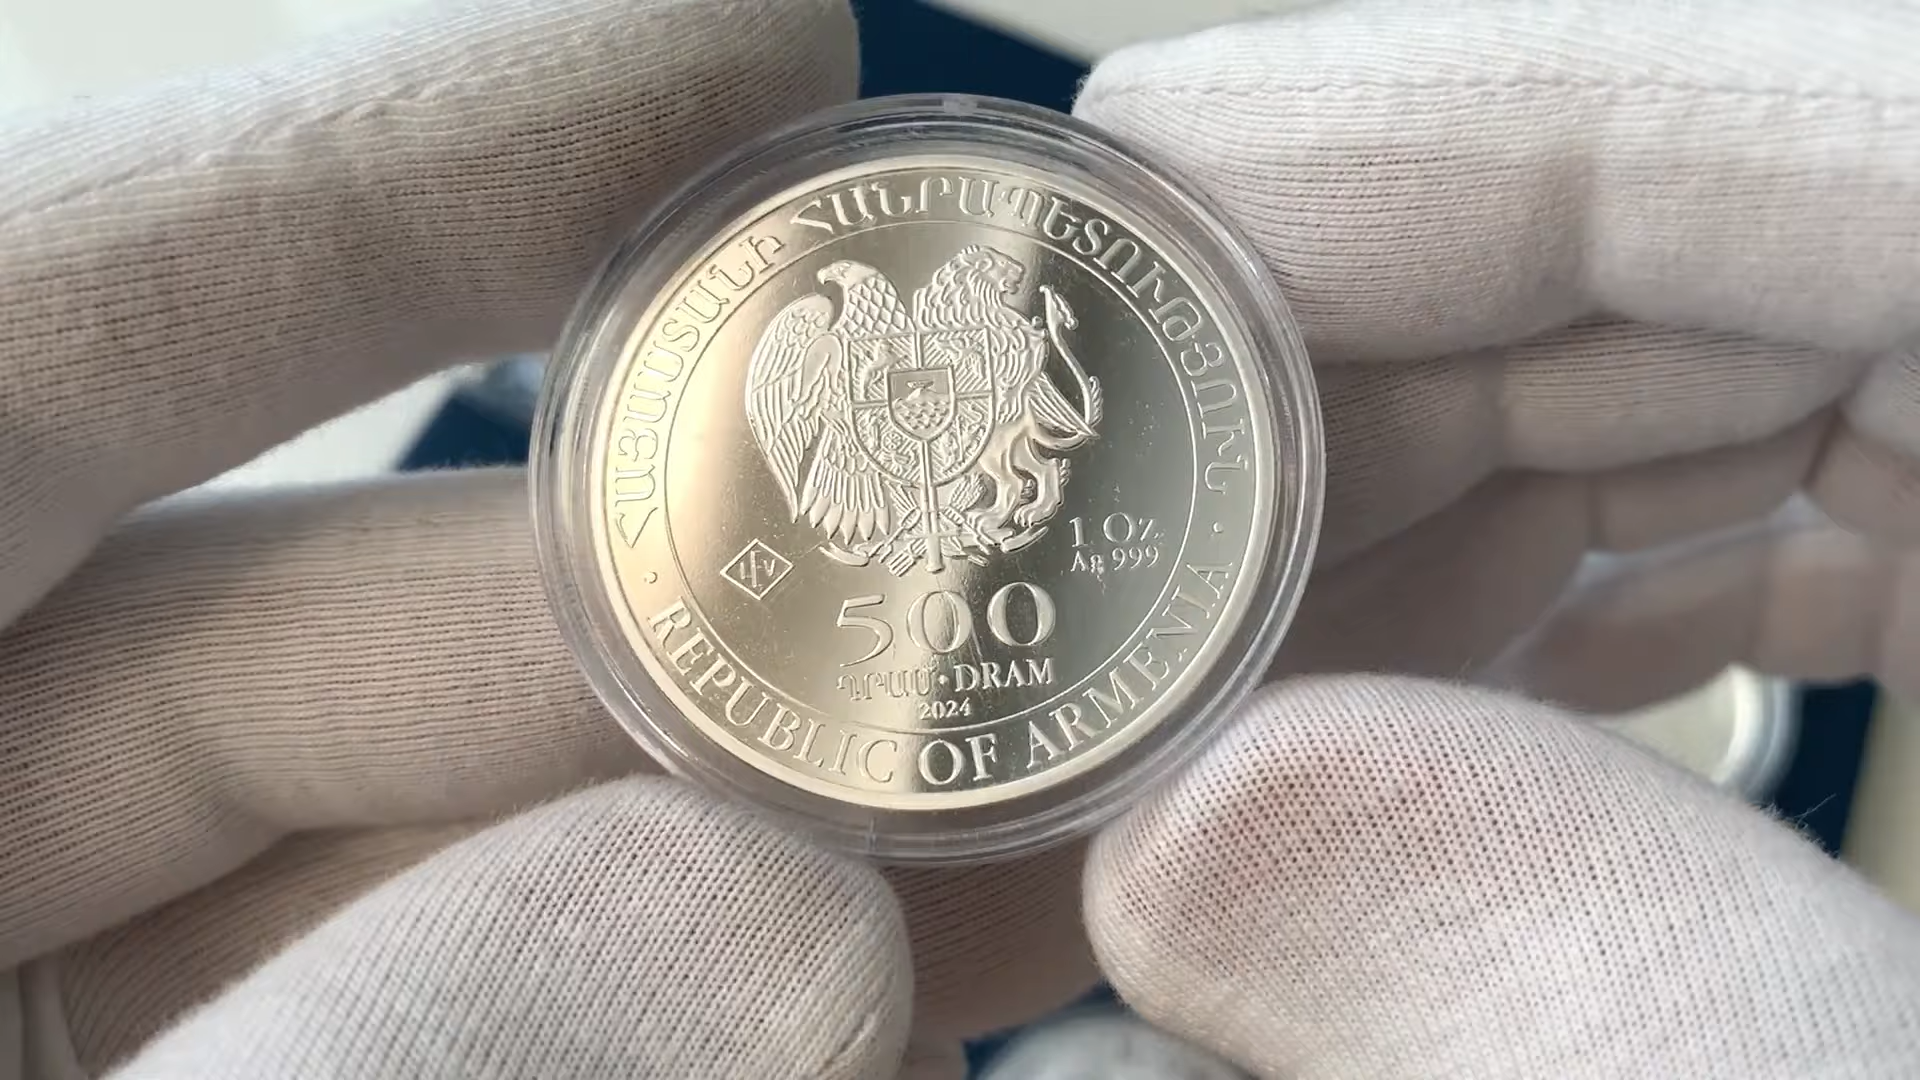 ՀԱՅԱՍՏԱՆԻ ՀԱՆՐԱՊԵՏՈՒԹՅՈՒՆ
1 Oz.
Ag 999
500
ԴՐԱՄ • DRAM
2024
• REPUBLIC OF ARMENIA •